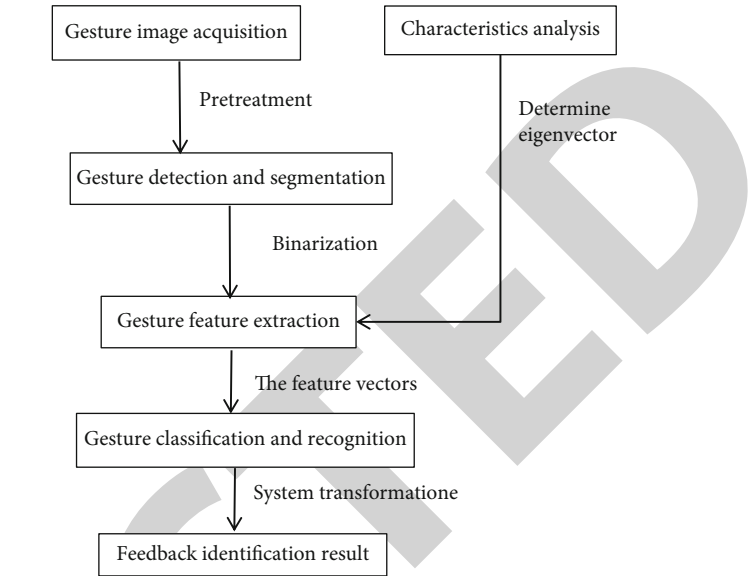 Gesture image acquisition
Characteristics analysis
Pretreatment
Determine
eigenvector
Gesture detection and segmentation
Binarization
Gesture feature extraction
The feature vectors
Gesture classification and recognition
System transformatione
Feedback identification result
TED